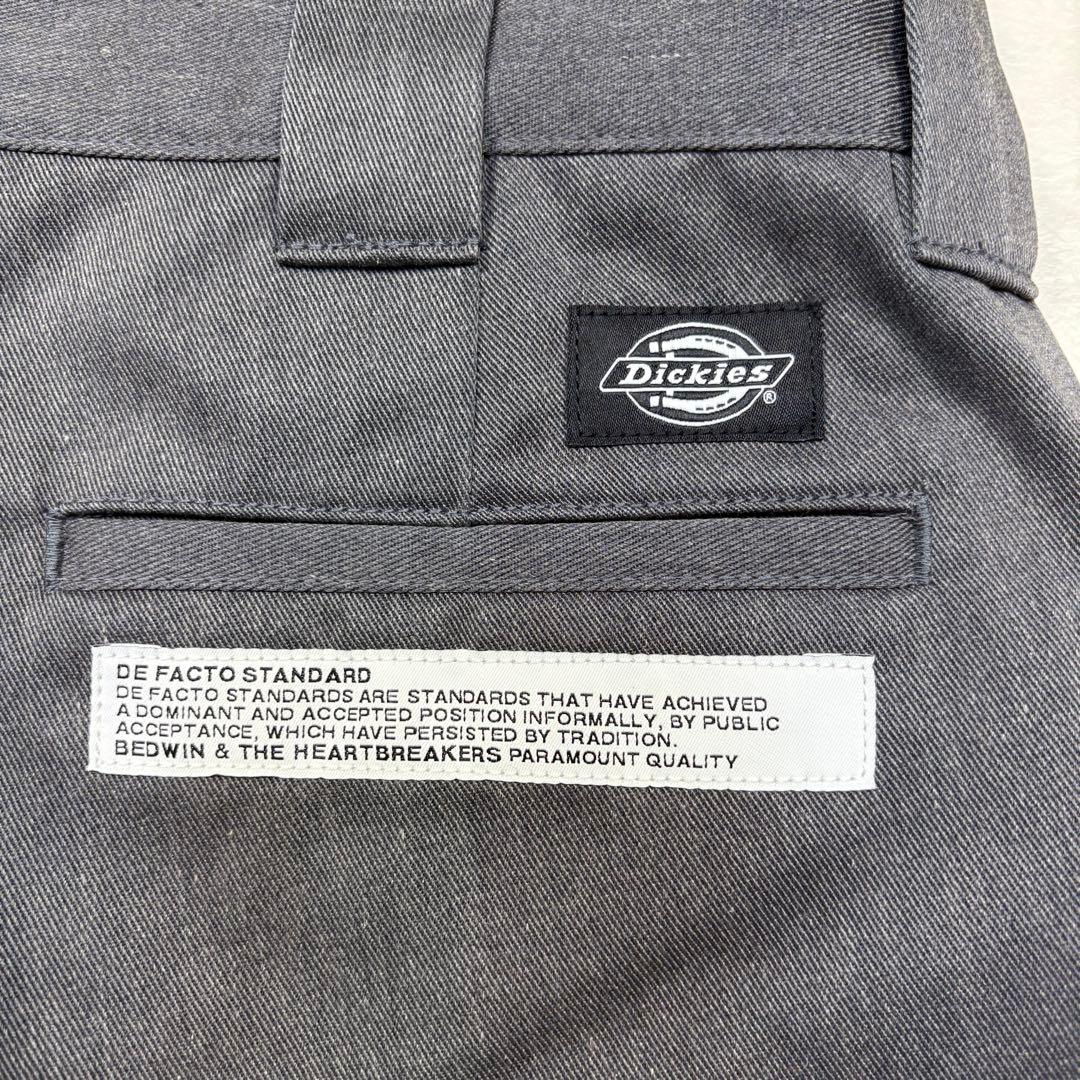 Dickies®
DE FACTO STANDARD
DE FACTO STANDARDS ARE STANDARDS THAT HAVE ACHIEVED
A DOMINANT AND ACCEPTED POSITION INFORMALLY, BY PUBLIC
ACCEPTANCE, WHICH HAVE PERSISTED BY TRADITION.
BEDWIN & THE HEARTBREAKERS PARAMOUNT QUALITY